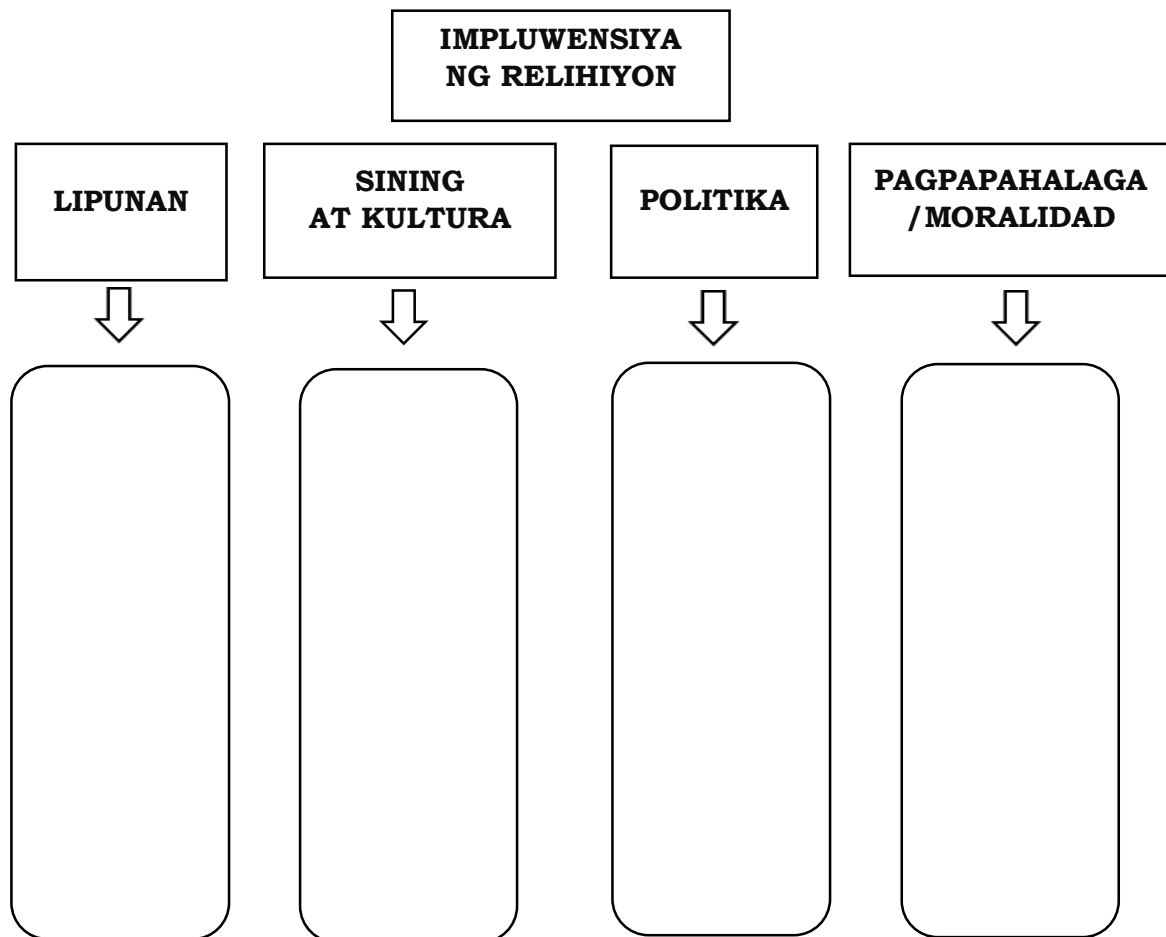 IMPLUWENSIYA
NG RELIHIYON
LIPUNAN
SINING
AT KULTURA
POLITIKA
PAGPAPAHALAGA
/MORALIDAD